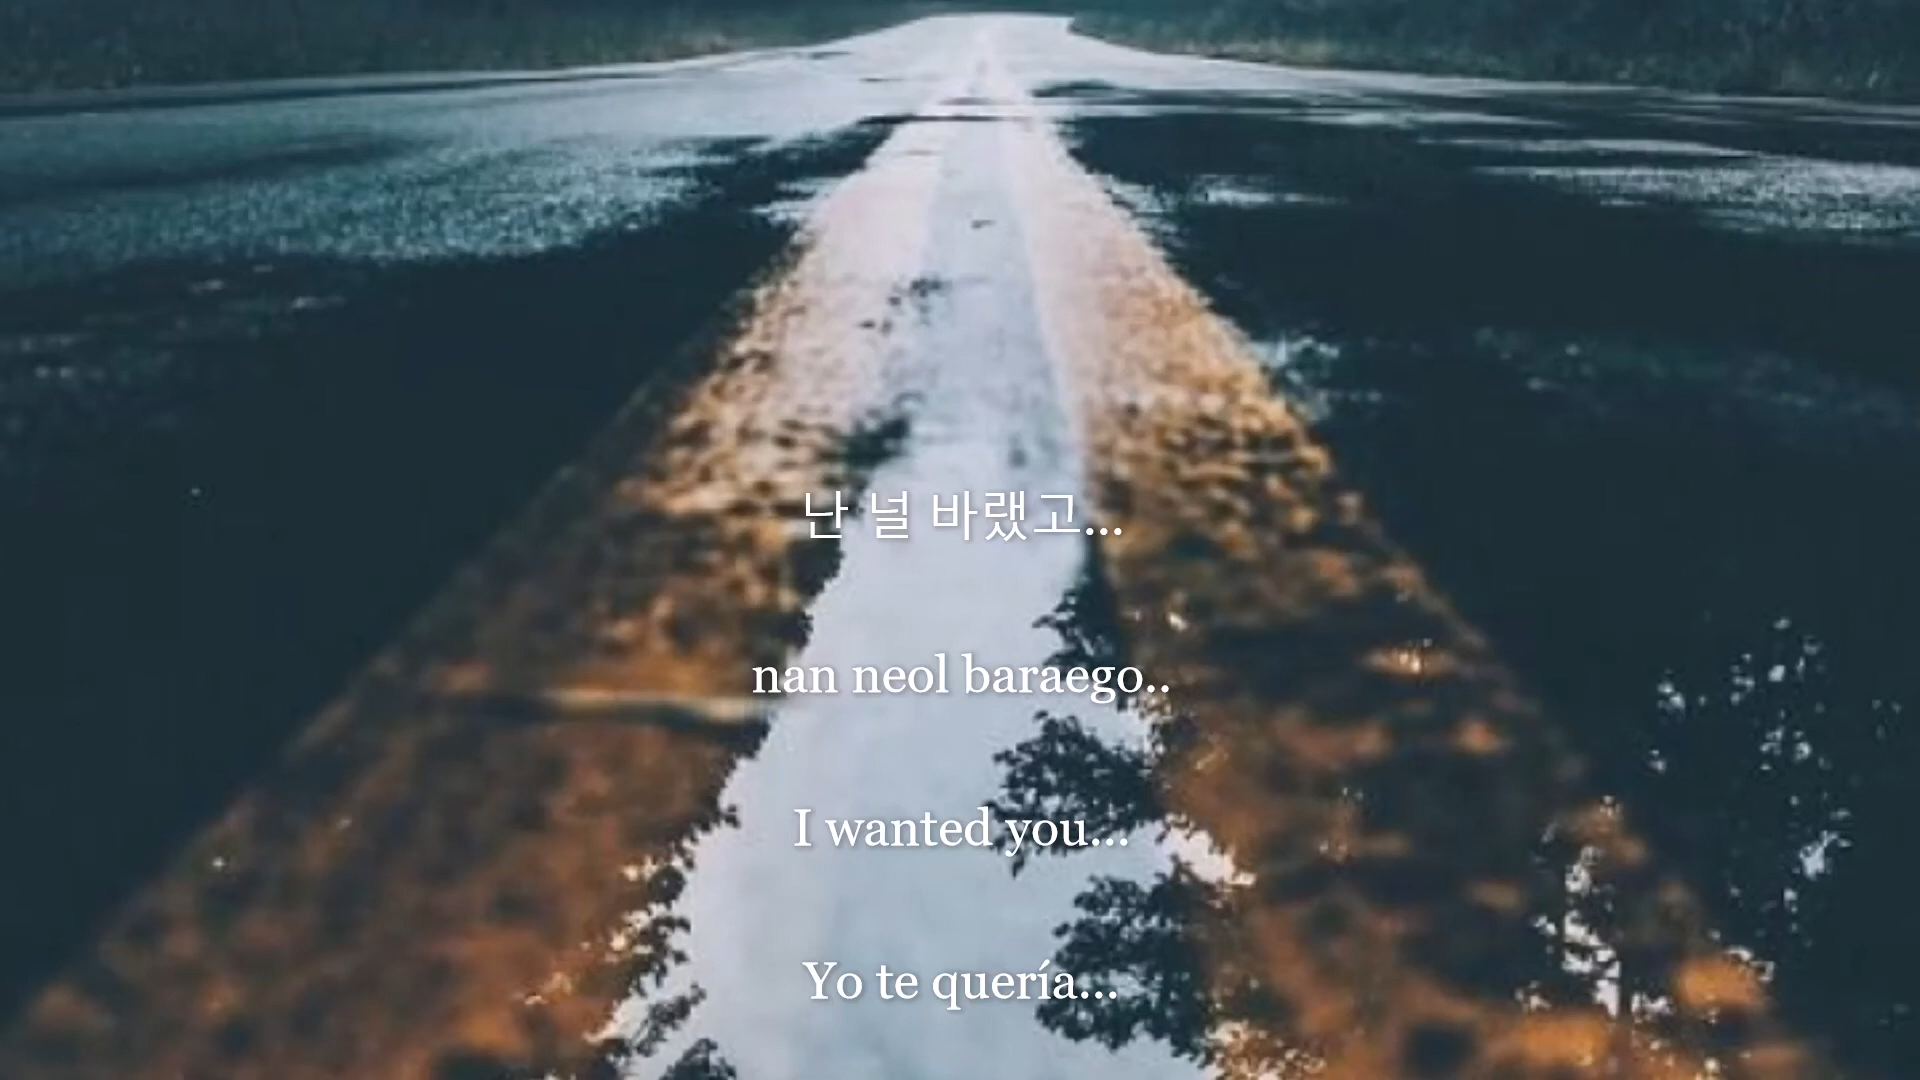 난 널 바랬고...
nan neol baraego..
I wanted you...
Yo te quería...